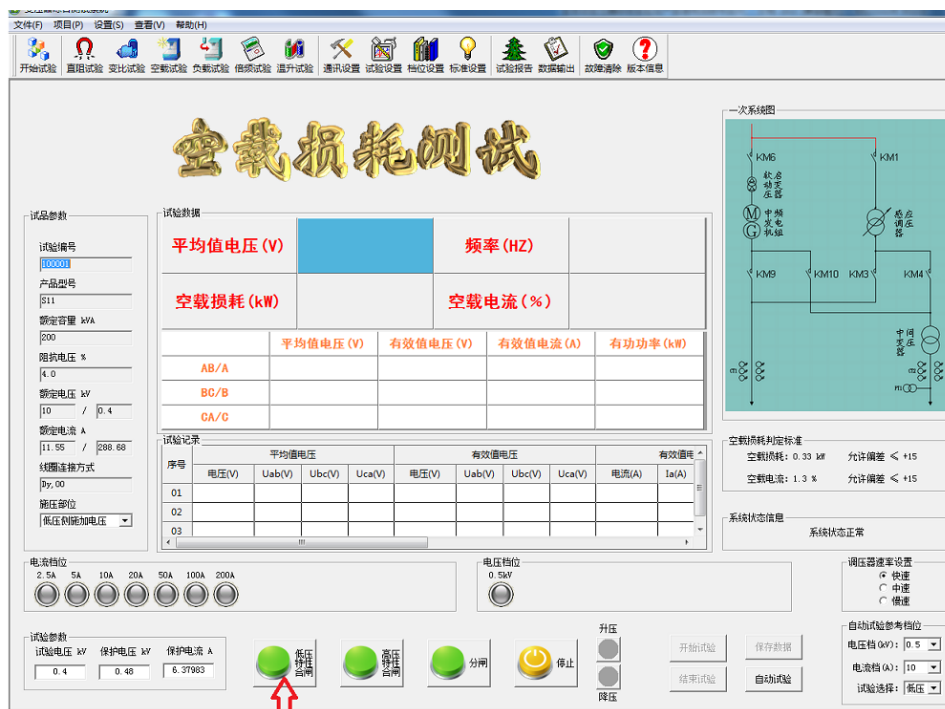 文件(F) 项目(P) 设置(S) 查看(V) 帮助(H)
开始试验 直阻试验 变比试验 空载试验 负载试验 倍频试验 温升试验 通讯设置 试验设置 档位设置 标准设置 试验报告 数据输出 故障清除 版本信息
空载损耗测试
试品参数
试验编号
100001
产品型号
S11
额定容量 kVA
200
阻抗电压 %
4.0
额定电压 kV
10 / 0.4
额定电流 A
11.55 / 288.68
线圈连接方式
Dy,00
施压部位
低压侧施加电压
试验数据
平均值电压(V) 频率(HZ)
空载损耗(kW) 空载电流(%)
平均值电压(V) 有效值电压(V) 有效值电流(A) 有功功率(kW)
AB/A
BC/B
CA/C
试验记录
序号 平均值电压 有效值电压 有效值电
电压(V) Uab(V) Ubc(V) Uca(V) 电压(V) Uab(V) Ubc(V) Uca(V) 电流(A) Ia(A)
01
02
03
一次系统图
KM6 KM1
软启动变压器
M
G
中频发电机组
感应调压器
KM9 KM10 KM3 KM4
中间变压器
m
m
m
空载损耗判定标准
空载损耗: 0.33 kW 允许偏差 ≤ +15
空载电流: 1.3 % 允许偏差 ≤ +15
系统状态信息
系统状态正常
电流档位
2.5A 5A 10A 20A 50A 100A 200A
电压档位
0.5kV
调压器速率设置
快速
中速
慢速
试验参数
试验电压 kV 保护电压 kV 保护电流 A
0.4 0.48 6.37983
低压特性合闸
高压特性合闸
分闸
停止
升压
降压
开始试验 保存数据
结束试验 自动试验
自动试验参考档位
电压档(kV): 0.5
电流档(A): 10
试验选择: 低压